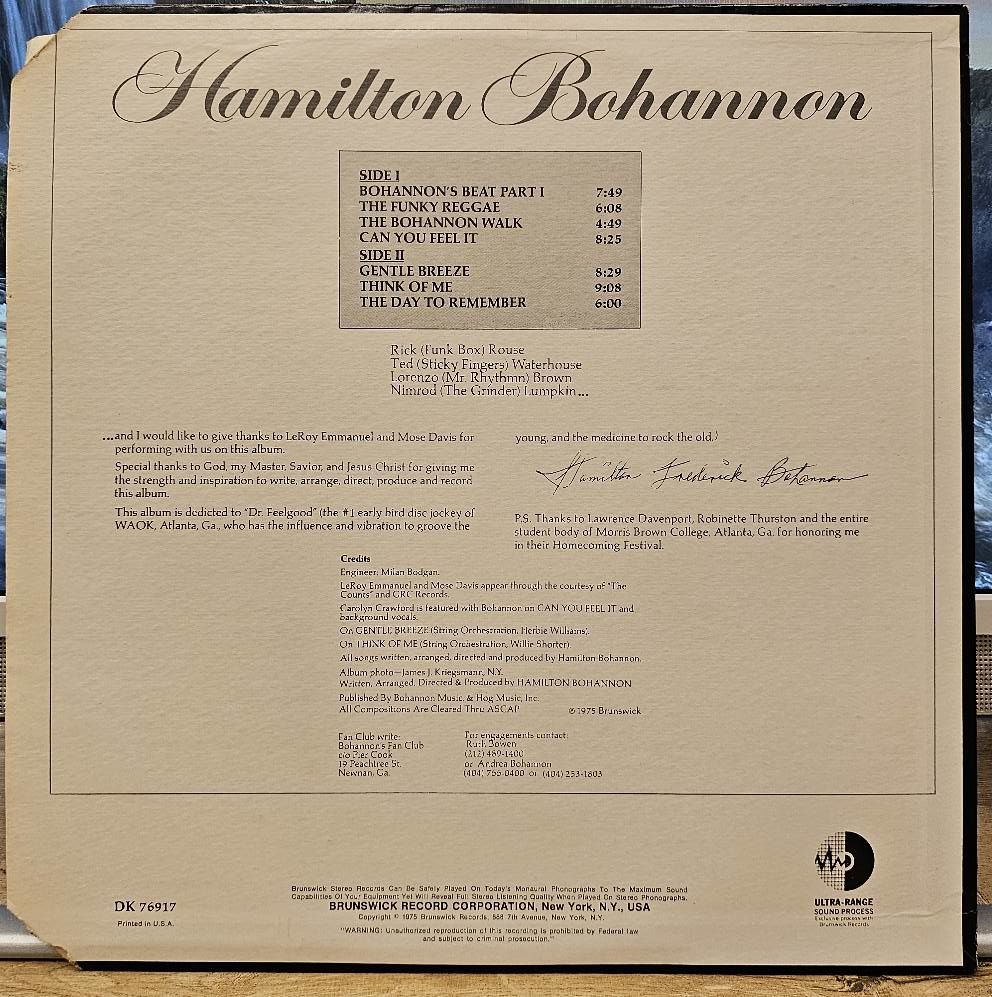 Hamilton Bohannon
SIDE I
BOHANNON'S BEAT PART I 7:49
THE FUNKY REGGAE 6:08
THE BOHANNON WALK 4:49
CAN YOU FEEL IT 8:25
SIDE II
GENTLE BREEZE 8:29
THINK OF ME 9:08
THE DAY TO REMEMBER 6:00
Rick (Funk Box) Rouse
Ted (Sticky Fingers) Waterhouse
Lorenzo (Mr. Rhythmn) Brown
Nimrod (The Grinder) Lumpkin...
...and I would like to give thanks to LeRoy Emmanuel and Mose Davis for
performing with us on this album.
Special thanks to God, my Master, Savior, and Jesus Christ for giving me
the strength and inspiration to write, arrange, direct, produce and record
this album.
This album is dedicted to "Dr. Feelgood" (the #1 early bird disc jockey of
WAOK, Atlanta, Ga., who has the influence and vibration to groove the
young, and the medicine to rock the old.)
Hamilton Frederick Bohannon
P.S. Thanks to Lawrence Davenport, Robinette Thurston and the entire
student body of Morris Brown College, Atlanta, Ga. for honoring me
in their Homecoming Festival.
Credits
Engineer: Milan Bodgan.
LeRoy Emmanuel and Mose Davis appear through the courtesy of "The
Counts" and GRC Records.
Carolyn Crawford is featured with Bohannon on CAN YOU FEEL IT and
background vocals.
On GENTLE BREEZE (String Orchestration, Herbie Williams).
On THINK OF ME (String Orchestration, Willie Shorter).
All songs written, arranged, directed and produced by Hamilton Bohannon.
Album photo—James J. Kriegsmann, N.Y.
Written, Arranged, Directed & Produced by HAMILTON BOHANNON
Published By Bohannon Music, & Hog Music, Inc.
All Compositions Are Cleared Thru ASCAP © 1975 Brunswick
Fan Club write:
Bohannon's Fan Club
c/o Pier Cook
19 Peachtree St.
Newnan, Ga.
For engagements contact:
Ruth Bowen
(212) 489-1400
or Andrea Bohannon
(404) 766-0400 or (404) 253-1803
DK 76917
Printed in U.S.A.
Brunswick Stereo Records Can Be Safely Played On Today's Monaural Phonographs To The Maximum Sound
Capabilities Of Your Equipment Yet Will Reveal Full Stereo Listening Quality When Played On Stereo Phonographs.
BRUNSWICK RECORD CORPORATION, New York, N.Y., USA
Copyright © 1975 Brunswick Records, 888 7th Avenue, New York, N.Y.
"WARNING: Unauthorized reproduction of this recording is prohibited by Federal law
and subject to criminal prosecution."
ULTRA-RANGE
SOUND PROCESS
Exclusive process with
Brunswick Records